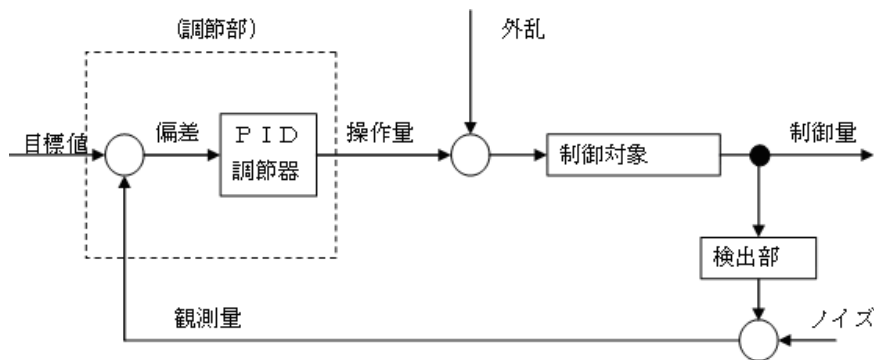 (調節部)
外乱
目標値
偏差
ＰＩＤ
調節器
操作量
制御対象
制御量
検出部
観測量
ノイズ